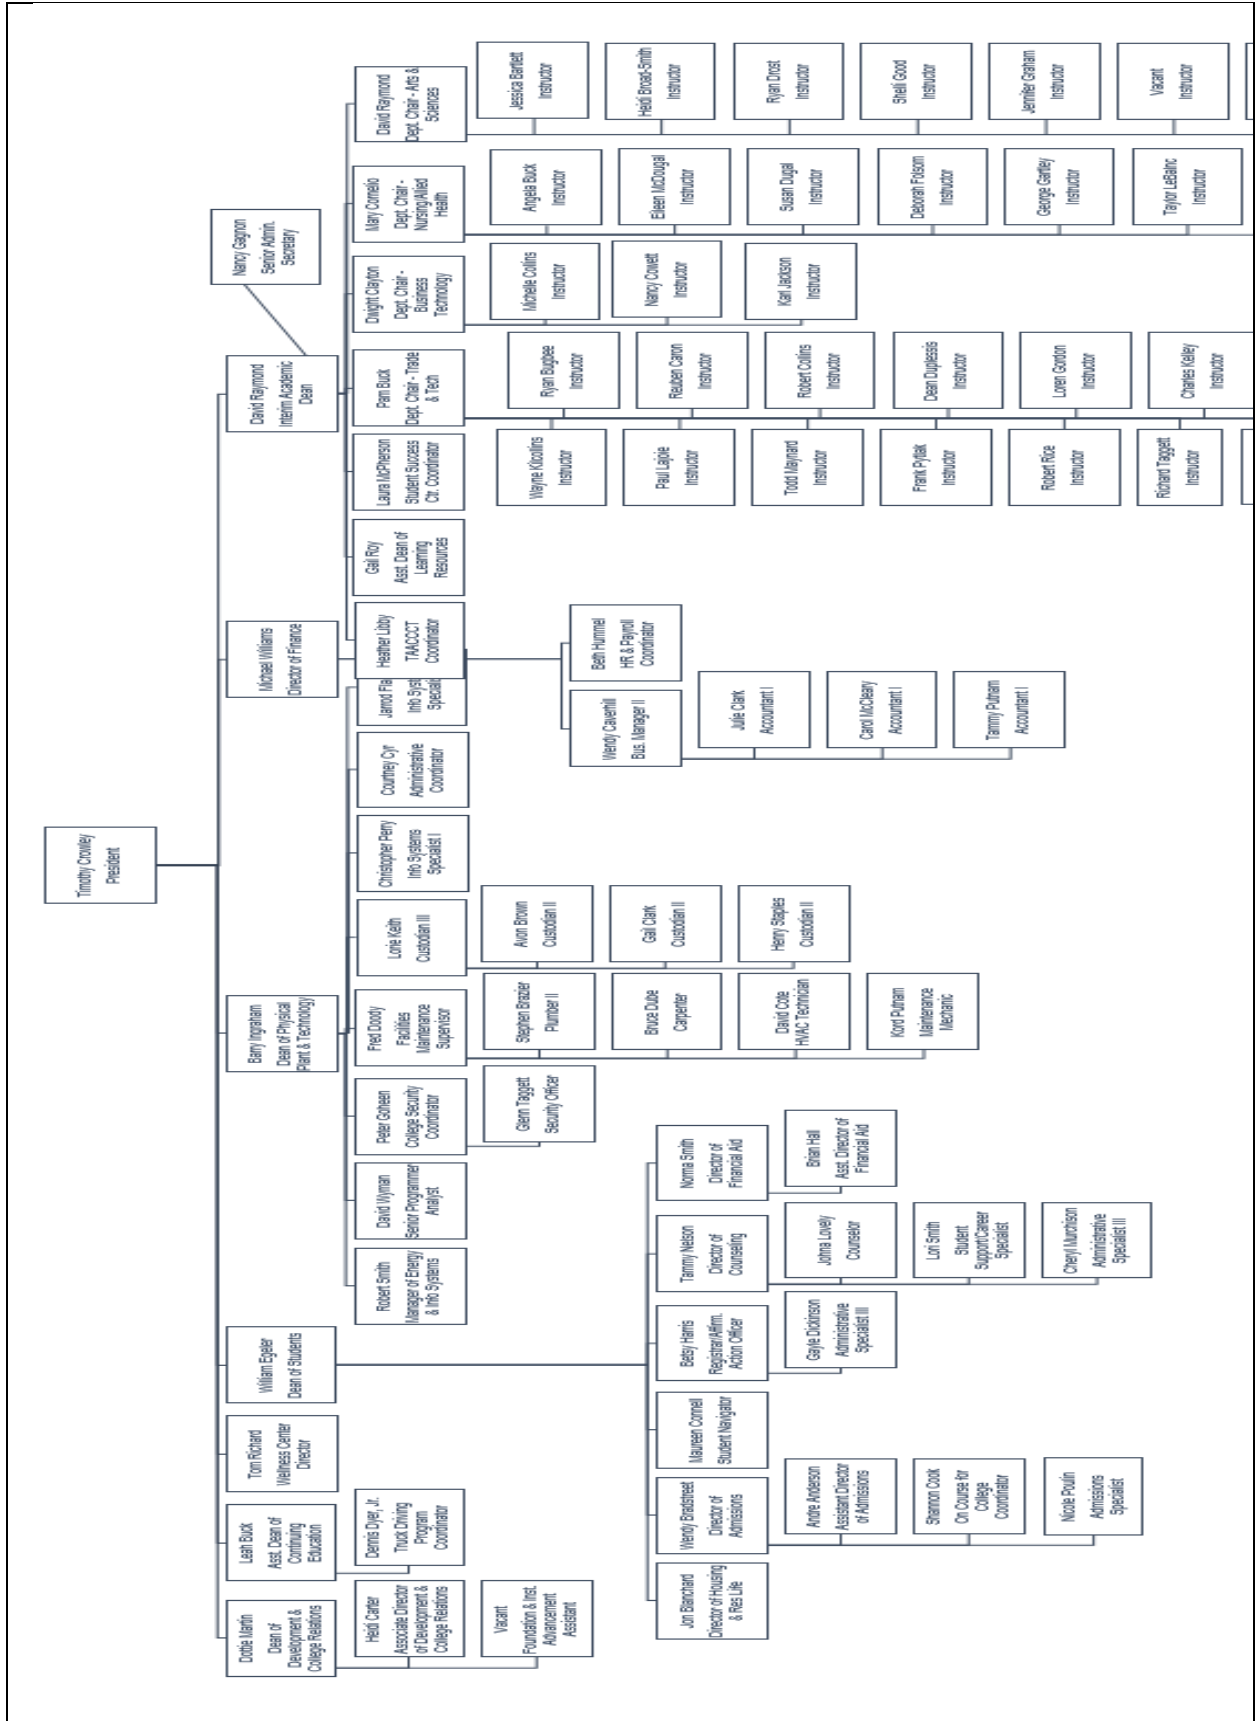 Timothy Crowley
President
Nancy Gagnon
Senior Admin.
Secretary
Dottie Martin
Dean of
Development &
College Relations
Leah Buck
Asst. Dean of
Continuing
Education
Tom Richard
Wellness Center
Director
William Egeler
Dean of Students
Barry Ingraham
Dean of Physical
Plant & Technology
Michael Williams
Director of Finance
David Raymond
Interim Academic
Dean
Heidi Carter
Associate Director
of Development &
College Relations
Vacant
Foundation & Inst.
Advancement
Assistant
Dennis Dyer, Jr.
Truck Driving
Program
Coordinator
Jon Blanchard
Director of Housing
& Res Life
Wendy Bradstreet
Director of
Admissions
Andre Anderson
Assistant Director
of Admissions
Shannon Cook
On Course for
College
Coordinator
Nicole Poulin
Admissions
Specialist
Maureen Connell
Student Navigator
Betsy Harris
Registrar/Affirm.
Action Officer
Gayle Dickinson
Administrative
Specialist III
Tammy Nelson
Director of
Counseling
Johna Lovely
Counselor
Lori Smith
Student
Support/Career
Specialist
Cheryl Murchison
Administrative
Specialist III
Norma Smith
Director of
Financial Aid
Brian Hall
Asst. Director of
Financial Aid
Robert Smith
Manager of Energy
& Info Systems
David Wyman
Senior Programmer
Analyst
Peter Goheen
College Security
Coordinator
Glenn Taggett
Security Officer
Fred Doody
Facilities
Maintenance
Supervisor
Stephen Brazier
Plumber II
Bruce Dube
Carpenter
David Cote
HVAC Technician
Kord Putnam
Maintenance
Mechanic
Lorie Keith
Custodian III
Avon Brown
Custodian II
Gail Clark
Custodian II
Henry Staples
Custodian II
Christopher Perry
Info Systems
Specialist I
Courtney Cyr
Administrative
Coordinator
Jarrod Fla
Info Syst
Specialis
Wendy Caverhill
Bus. Manager II
Julie Clark
Accountant I
Carol McCleary
Accountant I
Tammy Putnam
Accountant I
Beth Hummel
HR & Payroll
Coordinator
Heather Libby
TAACCCT
Coordinator
Gail Roy
Asst. Dean of
Learning
Resources
Laura McPherson
Student Success
Ctr. Coordinator
Pam Buck
Dept. Chair - Trade
& Tech
Wayne Kilcollins
Instructor
Paul Lajoie
Instructor
Todd Maynard
Instructor
Frank Pytlak
Instructor
Robert Rice
Instructor
Richard Taggett
Instructor
Ryan Bugbee
Instructor
Reuben Caron
Instructor
Robert Collins
Instructor
Dean Duplessis
Instructor
Loren Gordon
Instructor
Charles Kelley
Instructor
Dwight Clayton
Dept. Chair -
Business
Technology
Michelle Collins
Instructor
Nancy Cowett
Instructor
Karl Jackson
Instructor
Mary Cornelio
Dept. Chair -
Nursing/Allied
Health
Angela Buck
Instructor
Eileen McDougal
Instructor
Susan Dugal
Instructor
Deborah Folsom
Instructor
George Gartley
Instructor
Taylor LeBalnc
Instructor
David Raymond
Dept. Chair - Arts &
Sciences
Jessica Bartlett
Instructor
Heidi Broad-Smith
Instructor
Ryan Drost
Instructor
Sheili Good
Instructor
Jennifer Graham
Instructor
Vacant
Instructor